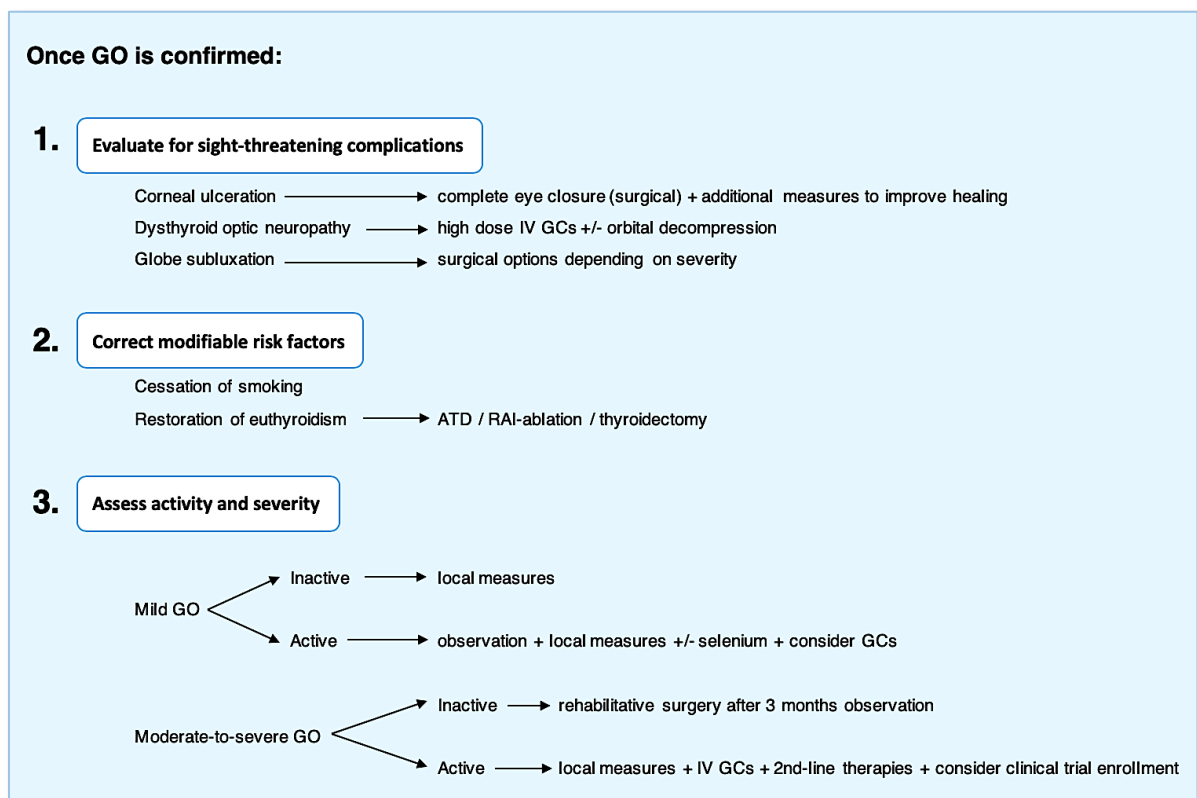 Once GO is confirmed:
1. Evaluate for sight-threatening complications
Corneal ulceration complete eye closure (surgical) + additional measures to improve healing
Dysthyroid optic neuropathy high dose IV GCs +/- orbital decompression
Globe subluxation surgical options depending on severity
2. Correct modifiable risk factors
Cessation of smoking
Restoration of euthyroidism ATD / RAI-ablation / thyroidectomy
3. Assess activity and severity
Inactive local measures
Mild GO
Active observation + local measures +/- selenium + consider GCs
Inactive rehabilitative surgery after 3 months observation
Moderate-to-severe GO
Active local measures + IV GCs + 2nd-line therapies + consider clinical trial enrollment